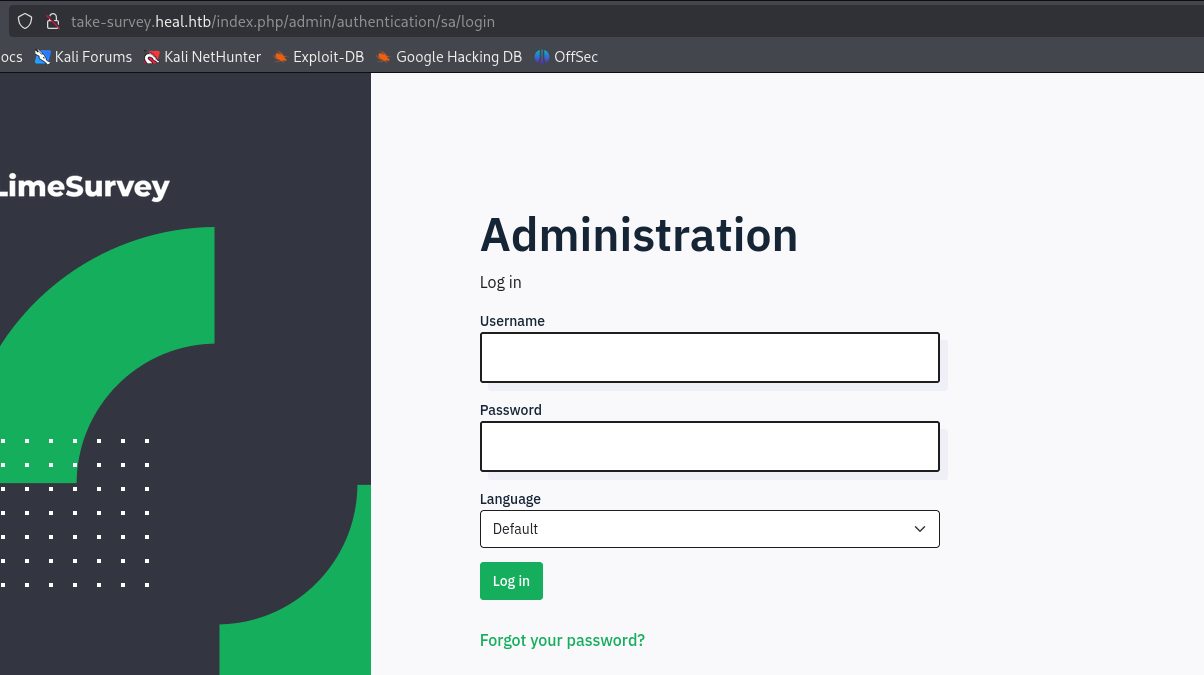 take-survey.heal.htb/index.php/admin/authentication/sa/login
ocs Kali Forums Kali NetHunter Exploit-DB Google Hacking DB OffSec
LimeSurvey
Administration
Log in
Username
Password
Language
Default
Log in
Forgot your password?